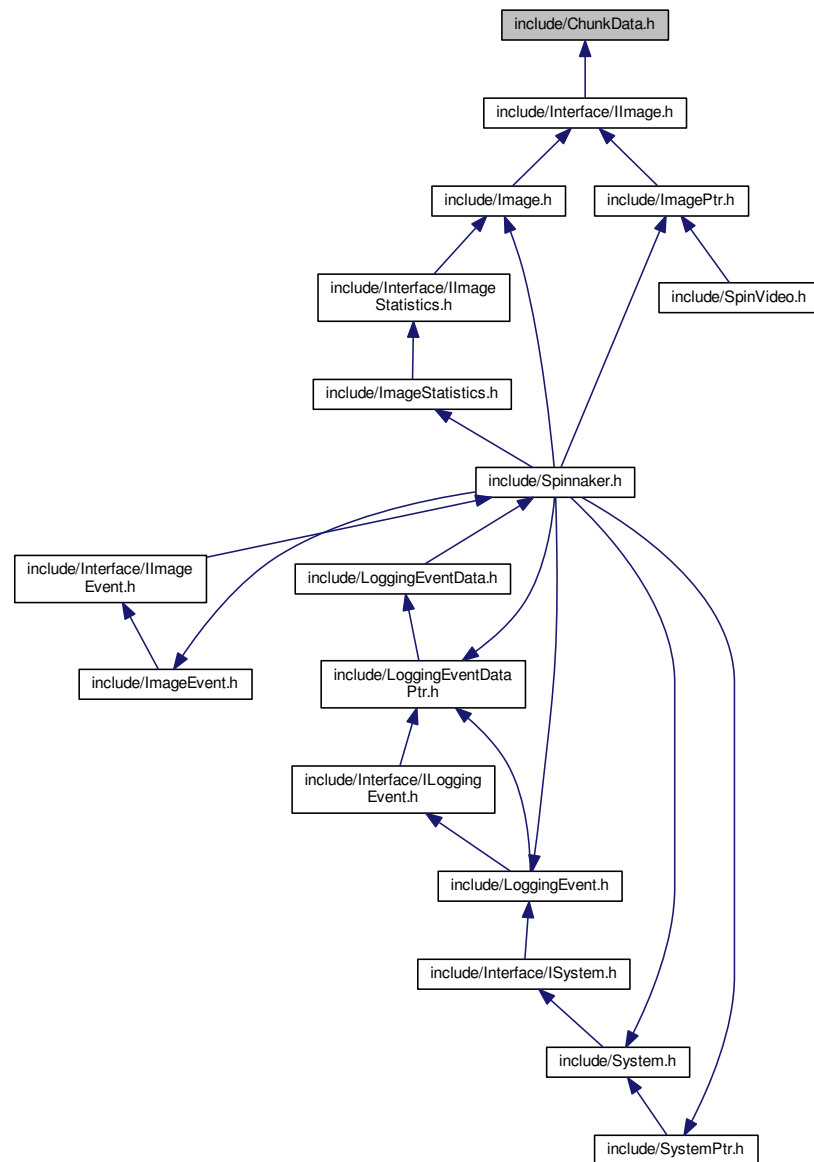 include/ChunkData.h
include/Interface/IImage.h
include/Image.h
include/ImagePtr.h
include/Interface/IImage
Statistics.h
include/SpinVideo.h
include/ImageStatistics.h
include/Spinnaker.h
include/Interface/IImage
Event.h
include/LoggingEventData.h
include/ImageEvent.h
include/LoggingEventData
Ptr.h
include/Interface/ILogging
Event.h
include/LoggingEvent.h
include/Interface/ISystem.h
include/System.h
include/SystemPtr.h